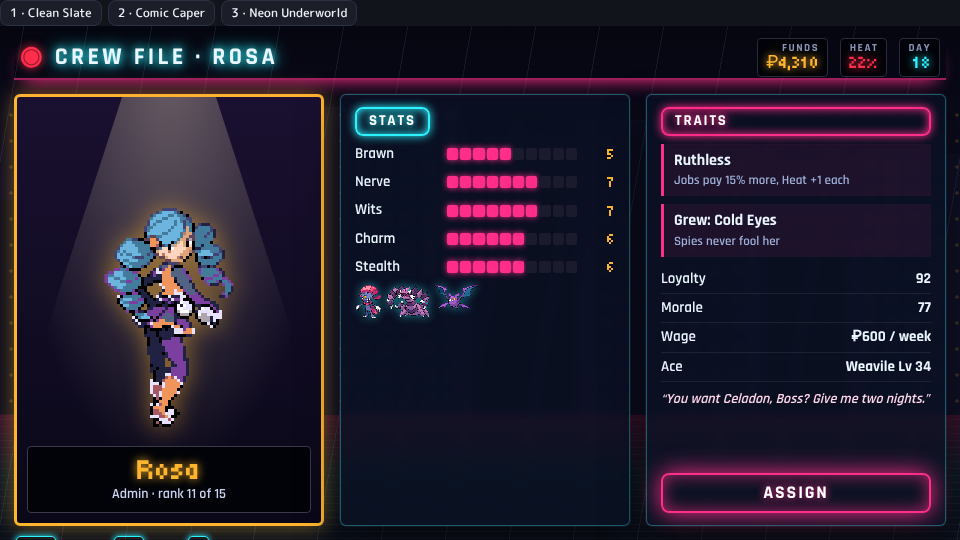 1 · Clean Slate
2 · Comic Caper
3 · Neon Underworld
CREW FILE · ROSA
FUNDS
₽4,310
HEAT
22%
DAY
18
STATS
Brawn 5
Nerve 7
Wits 7
Charm 6
Stealth 6
Rosa
Admin · rank 11 of 15
TRAITS
Ruthless
Jobs pay 15% more, Heat +1 each
Grew: Cold Eyes
Spies never fool her
Loyalty 92
Morale 77
Wage ₽600 / week
Ace Weavile Lv 34
“You want Celadon, Boss? Give me two nights.”
ASSIGN